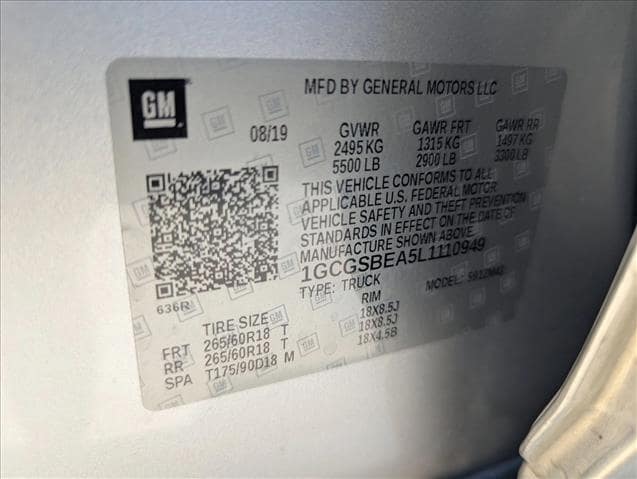 GM
MFD BY GENERAL MOTORS LLC
08/19 GVWR GAWR FRT GAWR RR
2495 KG 1315 KG 1497 KG
5500 LB 2900 LB 3300 LB
THIS VEHICLE CONFORMS TO ALL
APPLICABLE U.S. FEDERAL MOTOR
VEHICLE SAFETY AND THEFT PREVENTION
STANDARDS IN EFFECT ON THE DATE OF
MANUFACTURE SHOWN ABOVE.
1GCGSBEA5L1110949
636R TYPE: TRUCK MODEL:
TIRE SIZE RIM
FRT 265/60R18 T 18X8.5J
RR 265/60R18 T 18X8.5J
SPA T175/90D18 M 18X4.5B